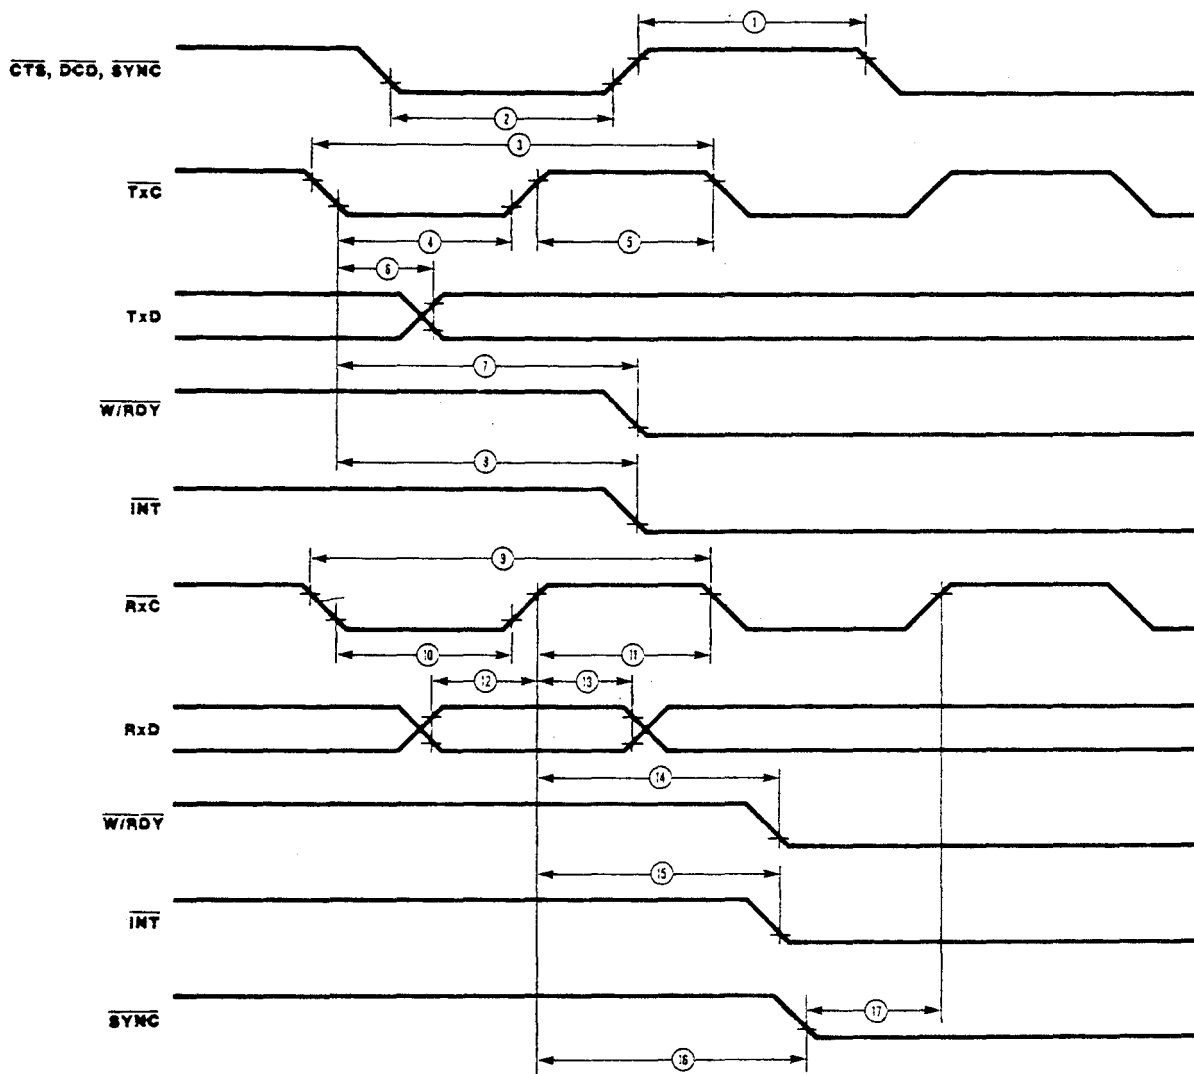 CTS, DCD, SYNC
1
2
3
TxC
4
5
6
TxD
7
W/RDY
8
INT
9
RxC
10
11
12
13
RxD
14
W/RDY
15
INT
17
SYNC
16